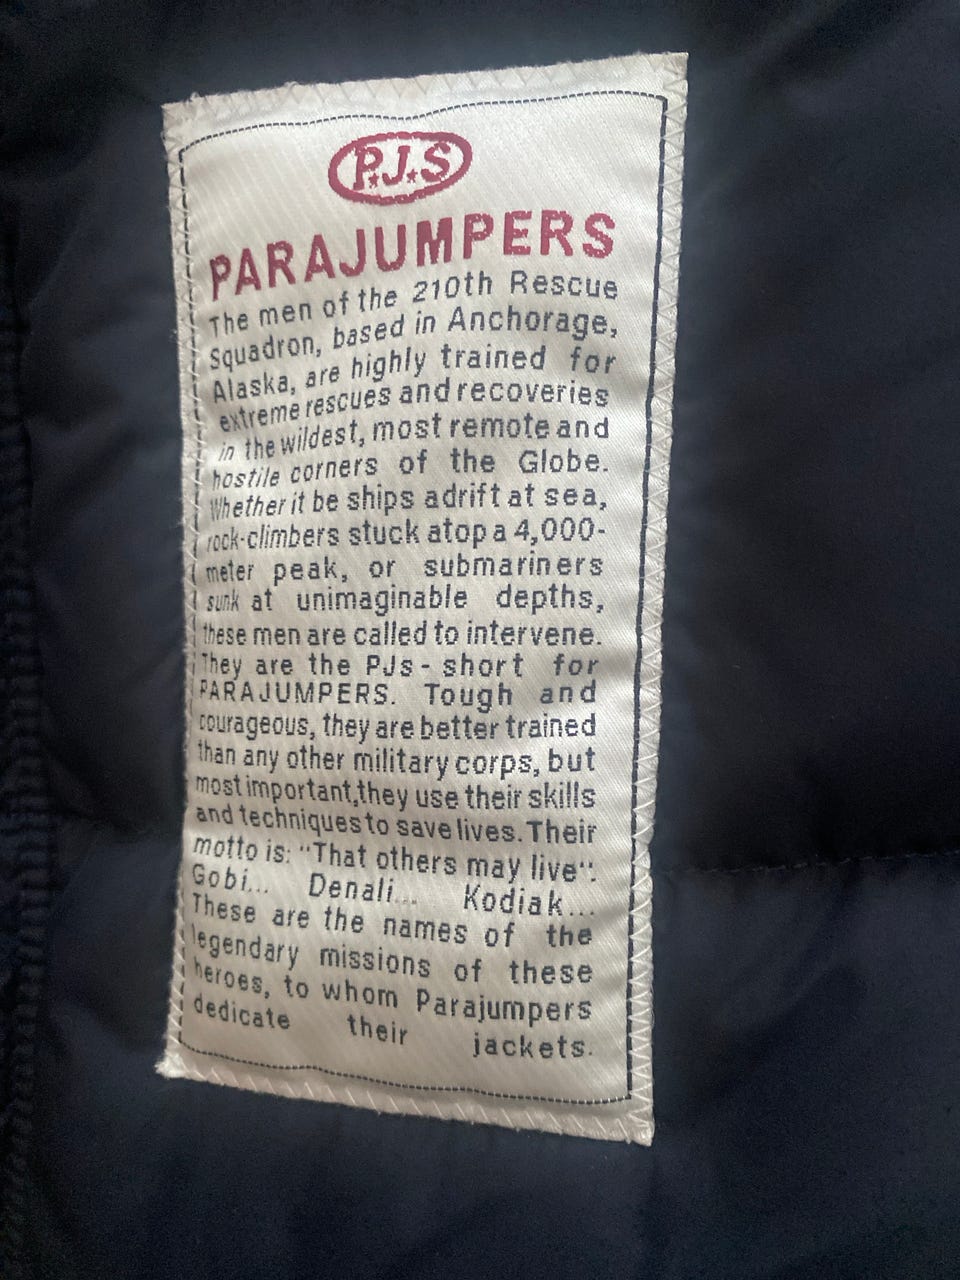 P.J.S
PARAJUMPERS
The men of the 210th Rescue
Squadron, based in Anchorage,
Alaska, are highly trained for
extreme rescues and recoveries
in the wildest, most remote and
hostile corners of the Globe.
Whether it be ships adrift at sea,
rock-climbers stuck atop a 4,000-
meter peak, or submariners
sunk at unimaginable depths,
these men are called to intervene.
They are the PJs - short for
PARAJUMPERS. Tough and
courageous, they are better trained
than any other military corps, but
most important,they use their skills
and techniques to save lives. Their
motto is: “That others may live“.
Gobi... Denali... Kodiak...
These are the names of the
legendary missions of these
heroes, to whom Parajumpers
dedicate their jackets.